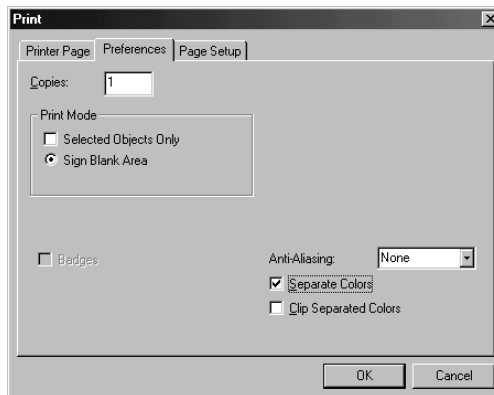 Print
Printer Page Preferences Page Setup
Copies: 1
Print Mode
Selected Objects Only
Sign Blank Area
Badges
Anti-Aliasing: None
Separate Colors
Clip Separated Colors
OK Cancel